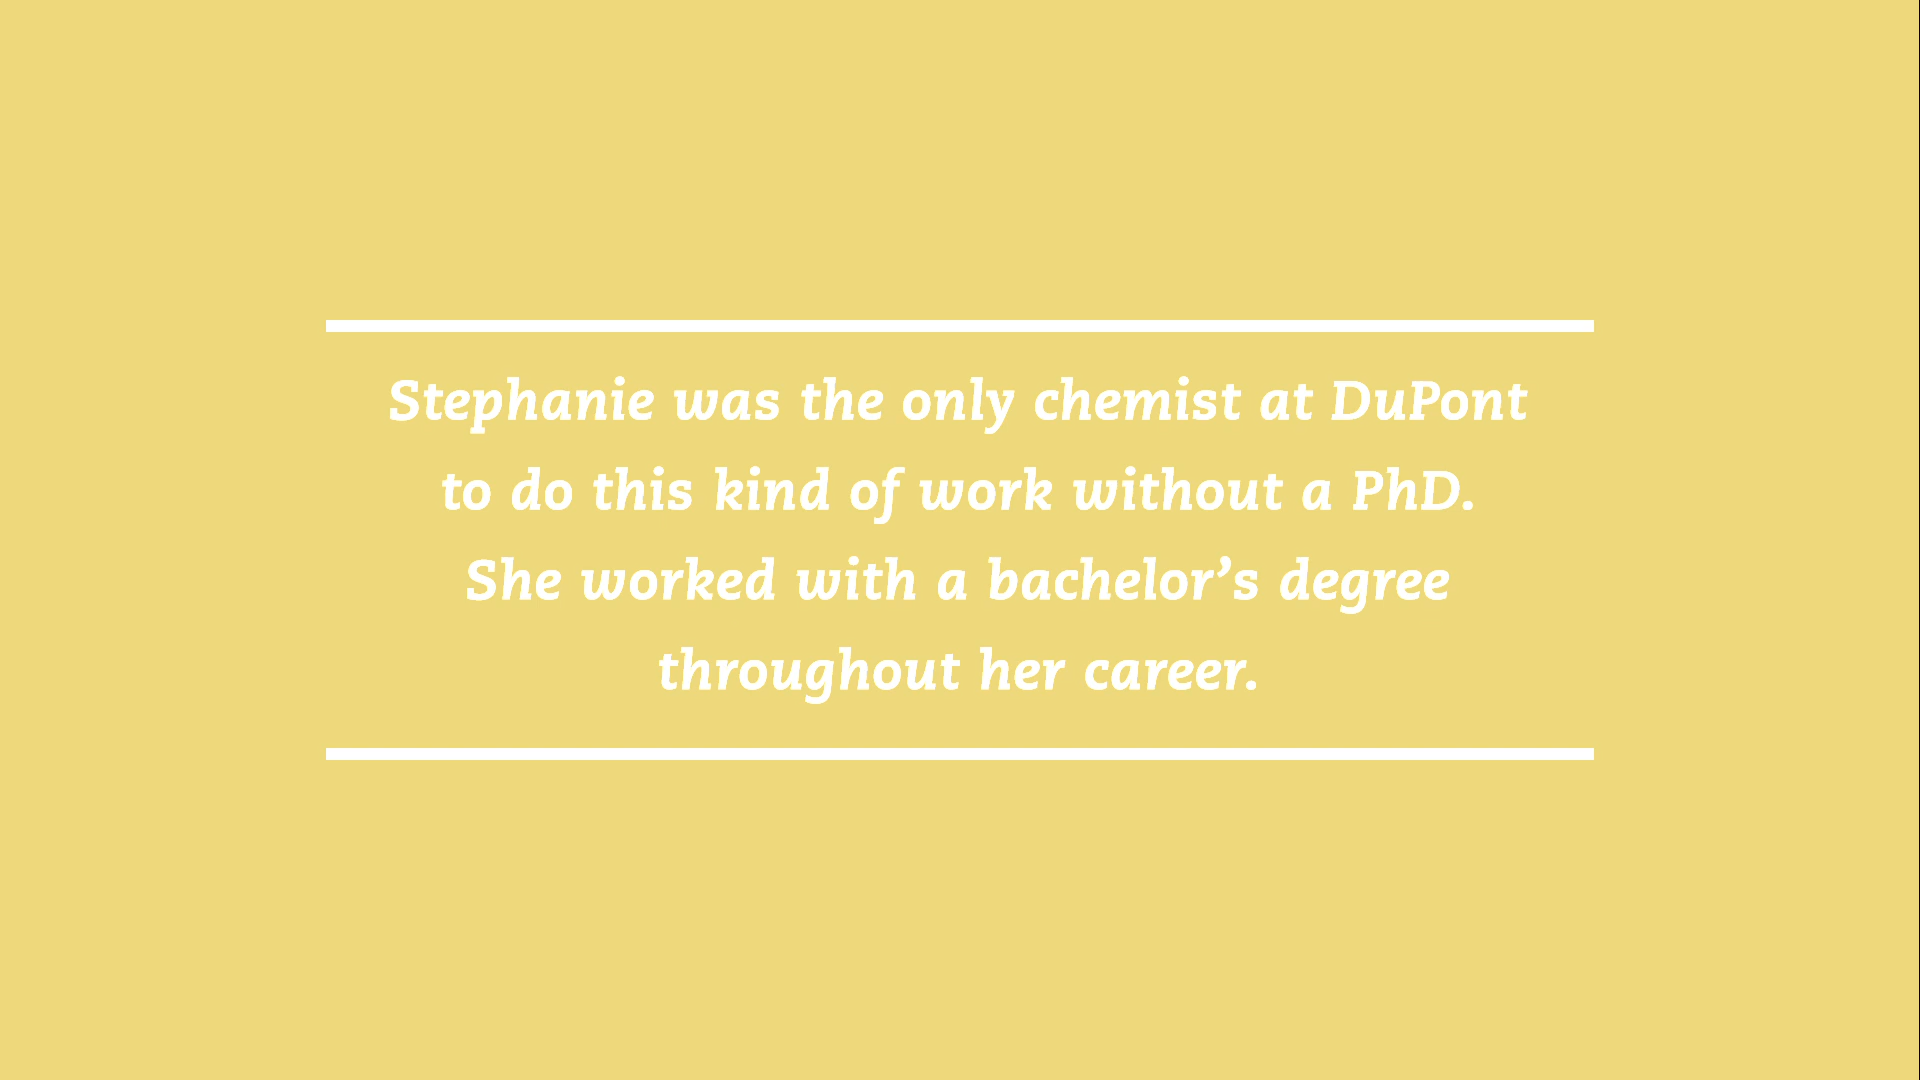 Stephanie was the only chemist at DuPont
to do this kind of work without a PhD.
She worked with a bachelor’s degree
throughout her career.